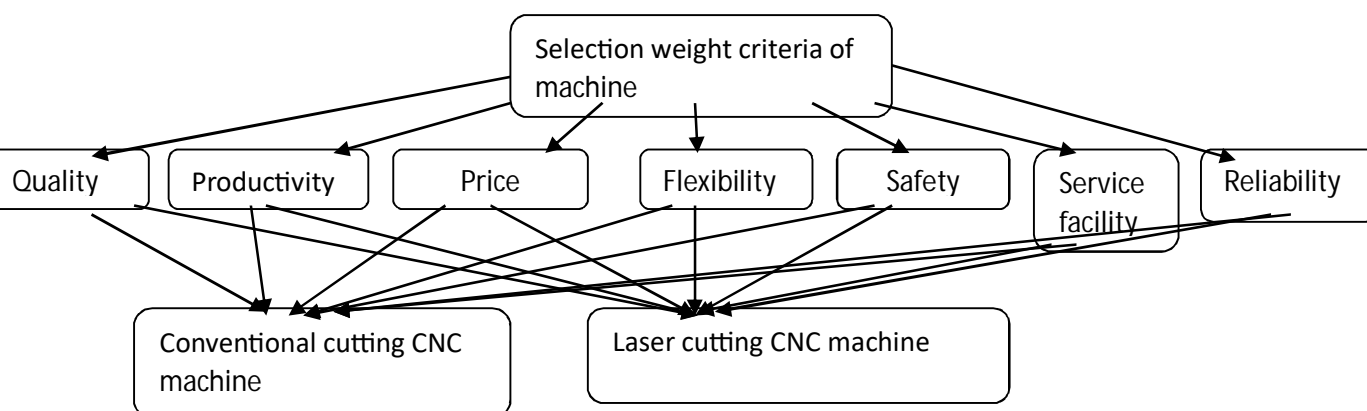 Selection weight criteria of
machine
Quality
Productivity
Price
Flexibility
Safety
Service
facility
Reliability
Conventional cutting CNC
machine
Laser cutting CNC machine